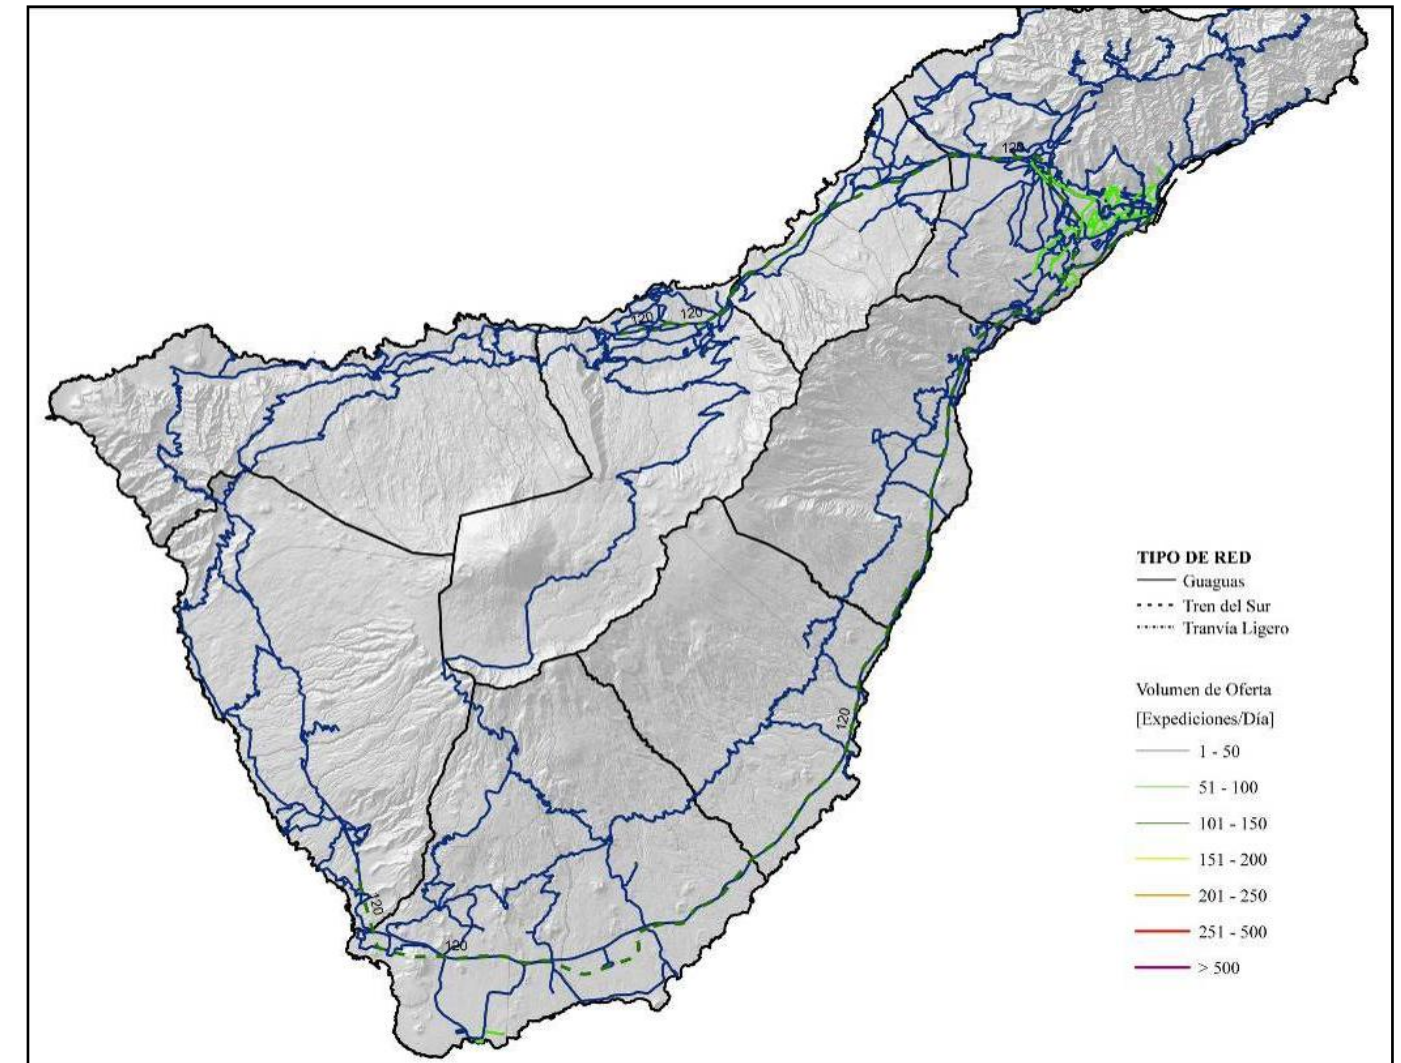 120
120
120
120
120
120
TIPO DE RED
Guaguas
Tren del Sur
Tranvía Ligero
Volumen de Oferta
[Expediciones/Día]
1 - 50
51 - 100
101 - 150
151 - 200
201 - 250
251 - 500
> 500